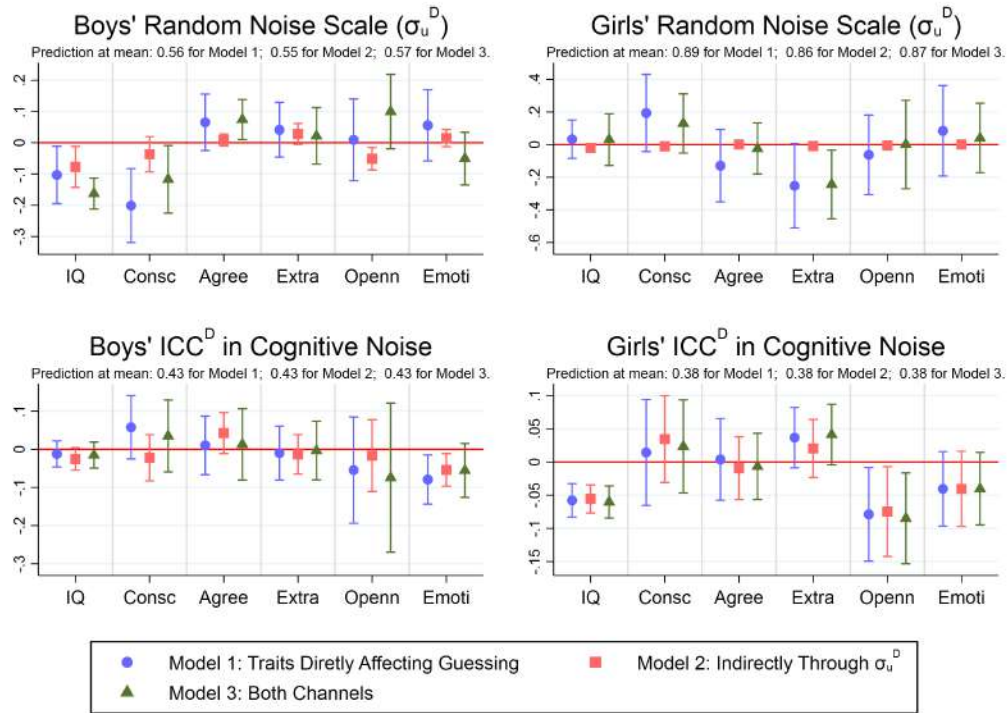 Boys' Random Noise Scale (σᵤᴰ)
Prediction at mean: 0.56 for Model 1; 0.55 for Model 2; 0.57 for Model 3.
.2
.1
0
-.1
-.2
-.3
IQ Consc Agree Extra Openn Emoti
Girls' Random Noise Scale (σᵤᴰ)
Prediction at mean: 0.89 for Model 1; 0.86 for Model 2; 0.87 for Model 3.
.4
.2
0
-.2
-.4
-.6
IQ Consc Agree Extra Openn Emoti
Boys' ICCᴰ in Cognitive Noise
Prediction at mean: 0.43 for Model 1; 0.43 for Model 2; 0.43 for Model 3.
.1
0
-.1
-.2
-.3
IQ Consc Agree Extra Openn Emoti
Girls' ICCᴰ in Cognitive Noise
Prediction at mean: 0.38 for Model 1; 0.38 for Model 2; 0.38 for Model 3.
.1
.05
0
-.05
-.1
-.15
IQ Consc Agree Extra Openn Emoti
Model 1: Traits Diretly Affecting Guessing
Model 2: Indirectly Through σᵤᴰ
Model 3: Both Channels